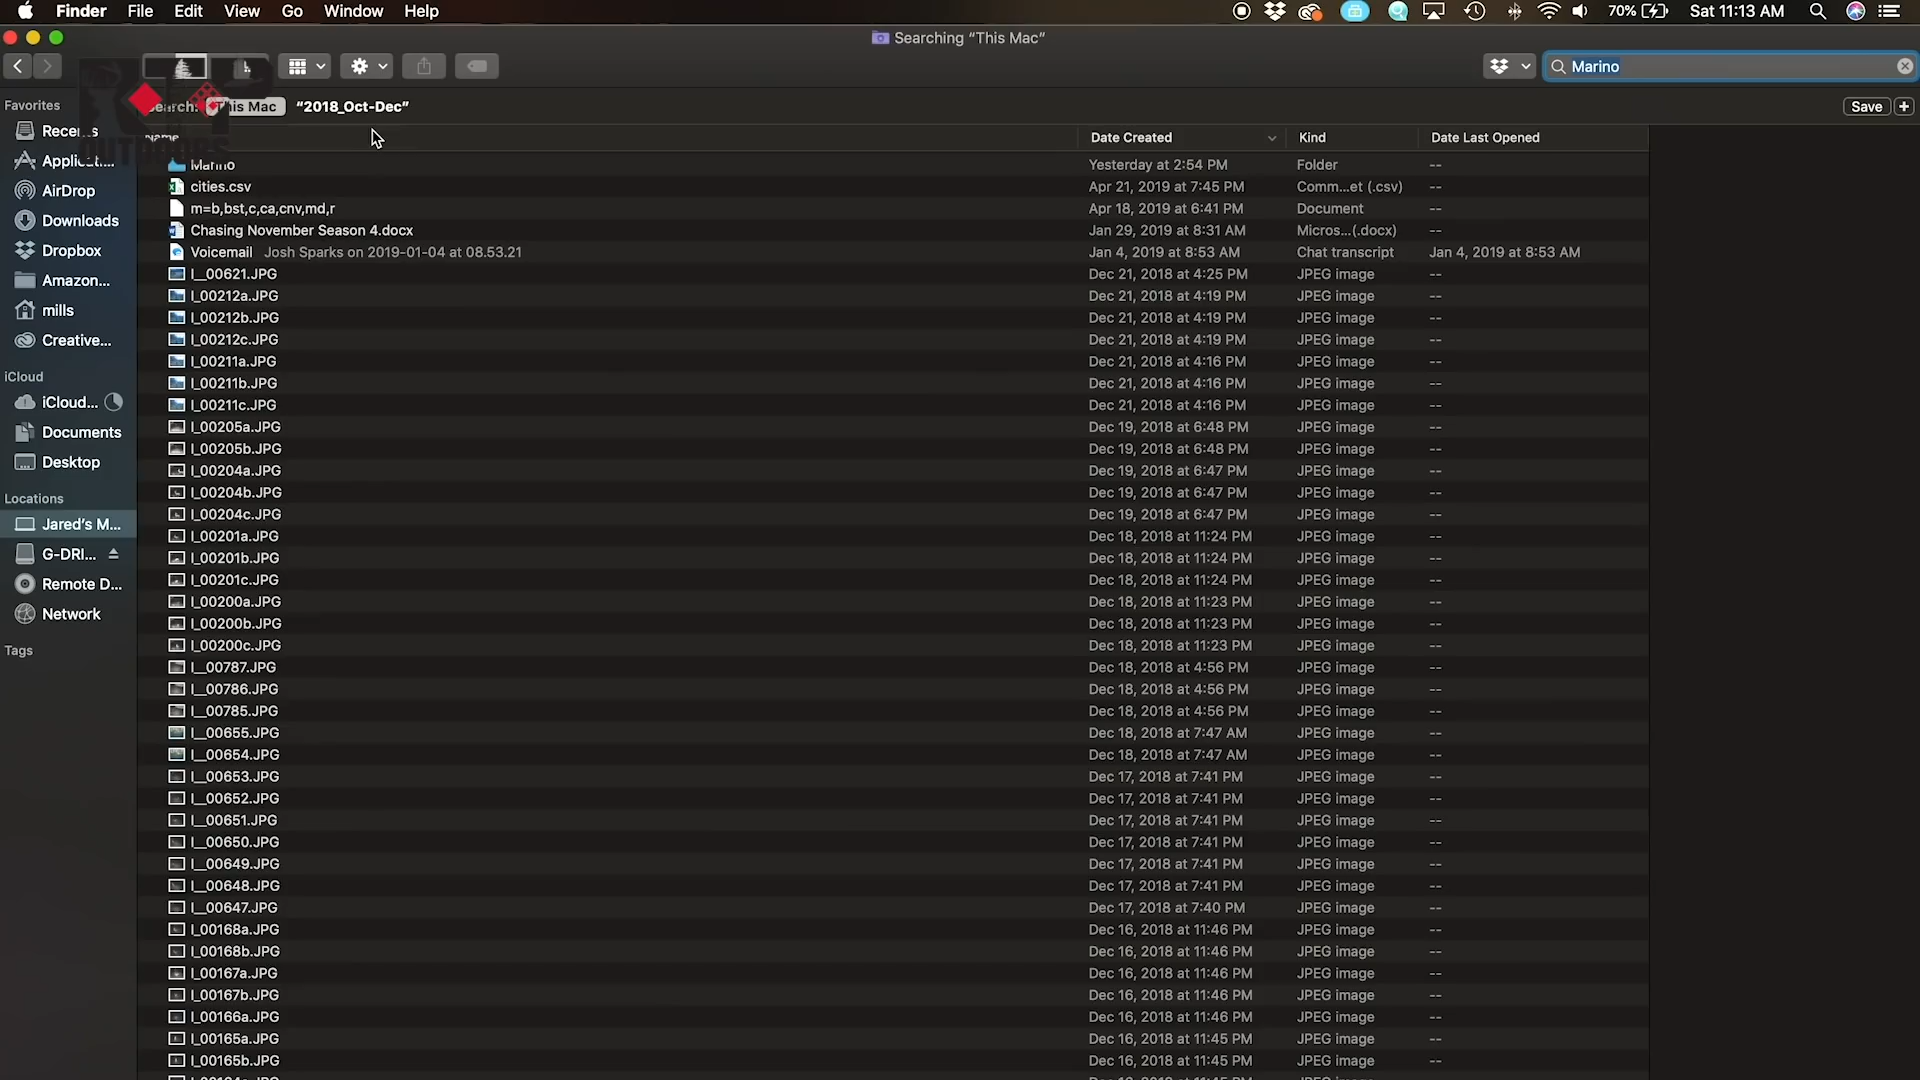 Finder File Edit View Go Window Help 70% Sat 11:13 AM
Searching “This Mac”
Marino
Search: This Mac “2018_Oct-Dec” Save +
OUTDOORS
Favorites
Recents
Applicat...
AirDrop
Downloads
Dropbox
Amazon...
mills
Creative...
iCloud
iCloud...
Documents
Desktop
Locations
Jared’s M...
G-DRI...
Remote D...
Network
Tags
Name Date Created Kind Date Last Opened
Marino Yesterday at 2:54 PM Folder --
cities.csv Apr 21, 2019 at 7:45 PM Comm...et (.csv) --
m=b,bst,c,ca,cnv,md,r Apr 18, 2019 at 6:41 PM Document --
Chasing November Season 4.docx Jan 29, 2019 at 8:31 AM Micros...(.docx) --
Voicemail Josh Sparks on 2019-01-04 at 08.53.21 Jan 4, 2019 at 8:53 AM Chat transcript Jan 4, 2019 at 8:53 AM
I__00621.JPG Dec 21, 2018 at 4:25 PM JPEG image --
I_00212a.JPG Dec 21, 2018 at 4:19 PM JPEG image --
I_00212b.JPG Dec 21, 2018 at 4:19 PM JPEG image --
I_00212c.JPG Dec 21, 2018 at 4:19 PM JPEG image --
I_00211a.JPG Dec 21, 2018 at 4:16 PM JPEG image --
I_00211b.JPG Dec 21, 2018 at 4:16 PM JPEG image --
I_00211c.JPG Dec 21, 2018 at 4:16 PM JPEG image --
I_00205a.JPG Dec 19, 2018 at 6:48 PM JPEG image --
I_00205b.JPG Dec 19, 2018 at 6:48 PM JPEG image --
I_00204a.JPG Dec 19, 2018 at 6:47 PM JPEG image --
I_00204b.JPG Dec 19, 2018 at 6:47 PM JPEG image --
I_00204c.JPG Dec 19, 2018 at 6:47 PM JPEG image --
I_00201a.JPG Dec 18, 2018 at 11:24 PM JPEG image --
I_00201b.JPG Dec 18, 2018 at 11:24 PM JPEG image --
I_00201c.JPG Dec 18, 2018 at 11:24 PM JPEG image --
I_00200a.JPG Dec 18, 2018 at 11:23 PM JPEG image --
I_00200b.JPG Dec 18, 2018 at 11:23 PM JPEG image --
I_00200c.JPG Dec 18, 2018 at 11:23 PM JPEG image --
I__00787.JPG Dec 18, 2018 at 4:56 PM JPEG image --
I__00786.JPG Dec 18, 2018 at 4:56 PM JPEG image --
I__00785.JPG Dec 18, 2018 at 4:56 PM JPEG image --
I__00655.JPG Dec 18, 2018 at 7:47 AM JPEG image --
I__00654.JPG Dec 18, 2018 at 7:47 AM JPEG image --
I__00653.JPG Dec 17, 2018 at 7:41 PM JPEG image --
I__00652.JPG Dec 17, 2018 at 7:41 PM JPEG image --
I__00651.JPG Dec 17, 2018 at 7:41 PM JPEG image --
I__00650.JPG Dec 17, 2018 at 7:41 PM JPEG image --
I__00649.JPG Dec 17, 2018 at 7:41 PM JPEG image --
I__00648.JPG Dec 17, 2018 at 7:41 PM JPEG image --
I__00647.JPG Dec 17, 2018 at 7:40 PM JPEG image --
I_00168a.JPG Dec 16, 2018 at 11:46 PM JPEG image --
I_00168b.JPG Dec 16, 2018 at 11:46 PM JPEG image --
I_00167a.JPG Dec 16, 2018 at 11:46 PM JPEG image --
I_00167b.JPG Dec 16, 2018 at 11:46 PM JPEG image --
I_00166a.JPG Dec 16, 2018 at 11:46 PM JPEG image --
I_00165a.JPG Dec 16, 2018 at 11:45 PM JPEG image --
I_00165b.JPG Dec 16, 2018 at 11:45 PM JPEG image --